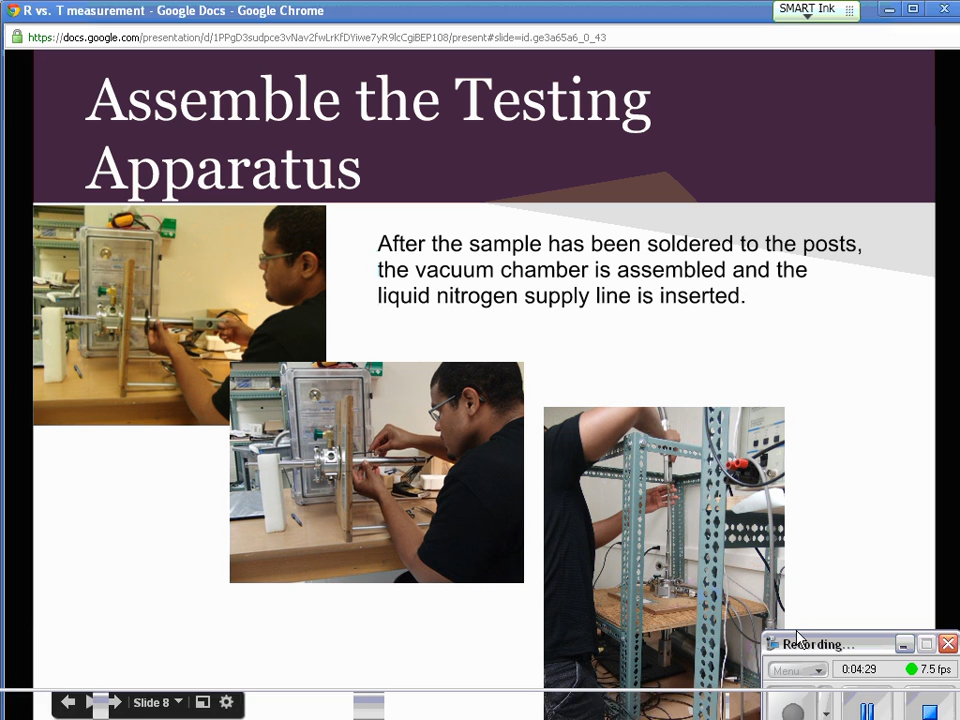 R vs. T measurement - Google Docs - Google Chrome
SMART Ink
https://docs.google.com/presentation/d/1PPgD3sudpce3vNav2fwLrKfDYiwe7yR9lcCgiBEP108/present#slide=id.ge3a65a6_0_43
Assemble the Testing
Apparatus
After the sample has been soldered to the posts,
the vacuum chamber is assembled and the
liquid nitrogen supply line is inserted.
Recording...
Menu
0:04:29
7.5 fps
Slide 8